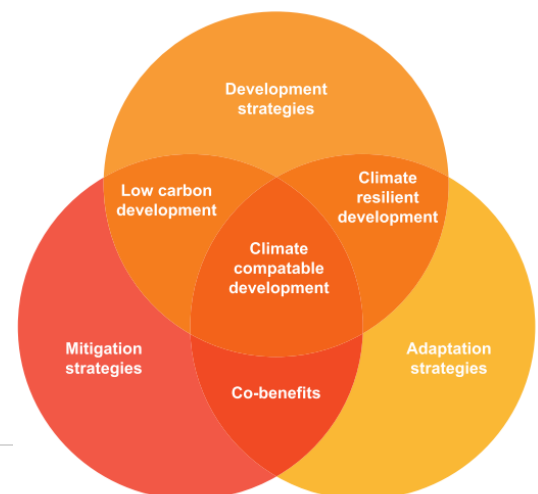 Development
strategies
Low carbon
development
Climate
resilient
development
Climate
compatable
development
Mitigation
strategies
Adaptation
strategies
Co-benefits